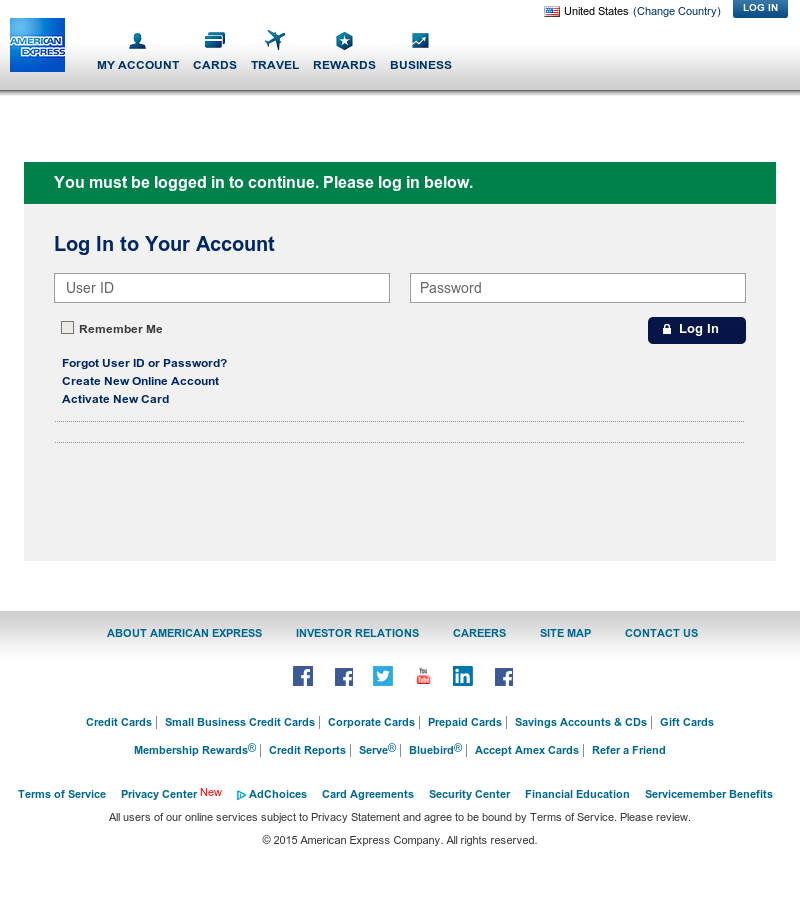 United States (Change Country) LOG IN
AMERICAN
EXPRESS
MY ACCOUNT CARDS TRAVEL REWARDS BUSINESS
You must be logged in to continue. Please log in below.
Log In to Your Account
User ID Password
Remember Me Log In
Forgot User ID or Password?
Create New Online Account
Activate New Card
ABOUT AMERICAN EXPRESS INVESTOR RELATIONS CAREERS SITE MAP CONTACT US
f f You Tube in f
Credit Cards | Small Business Credit Cards | Corporate Cards | Prepaid Cards | Savings Accounts & CDs | Gift Cards
Membership Rewards® | Credit Reports | Serve® | Bluebird® | Accept Amex Cards | Refer a Friend
Terms of Service Privacy Center New AdChoices Card Agreements Security Center Financial Education Servicemember Benefits
All users of our online services subject to Privacy Statement and agree to be bound by Terms of Service. Please review.
© 2015 American Express Company. All rights reserved.